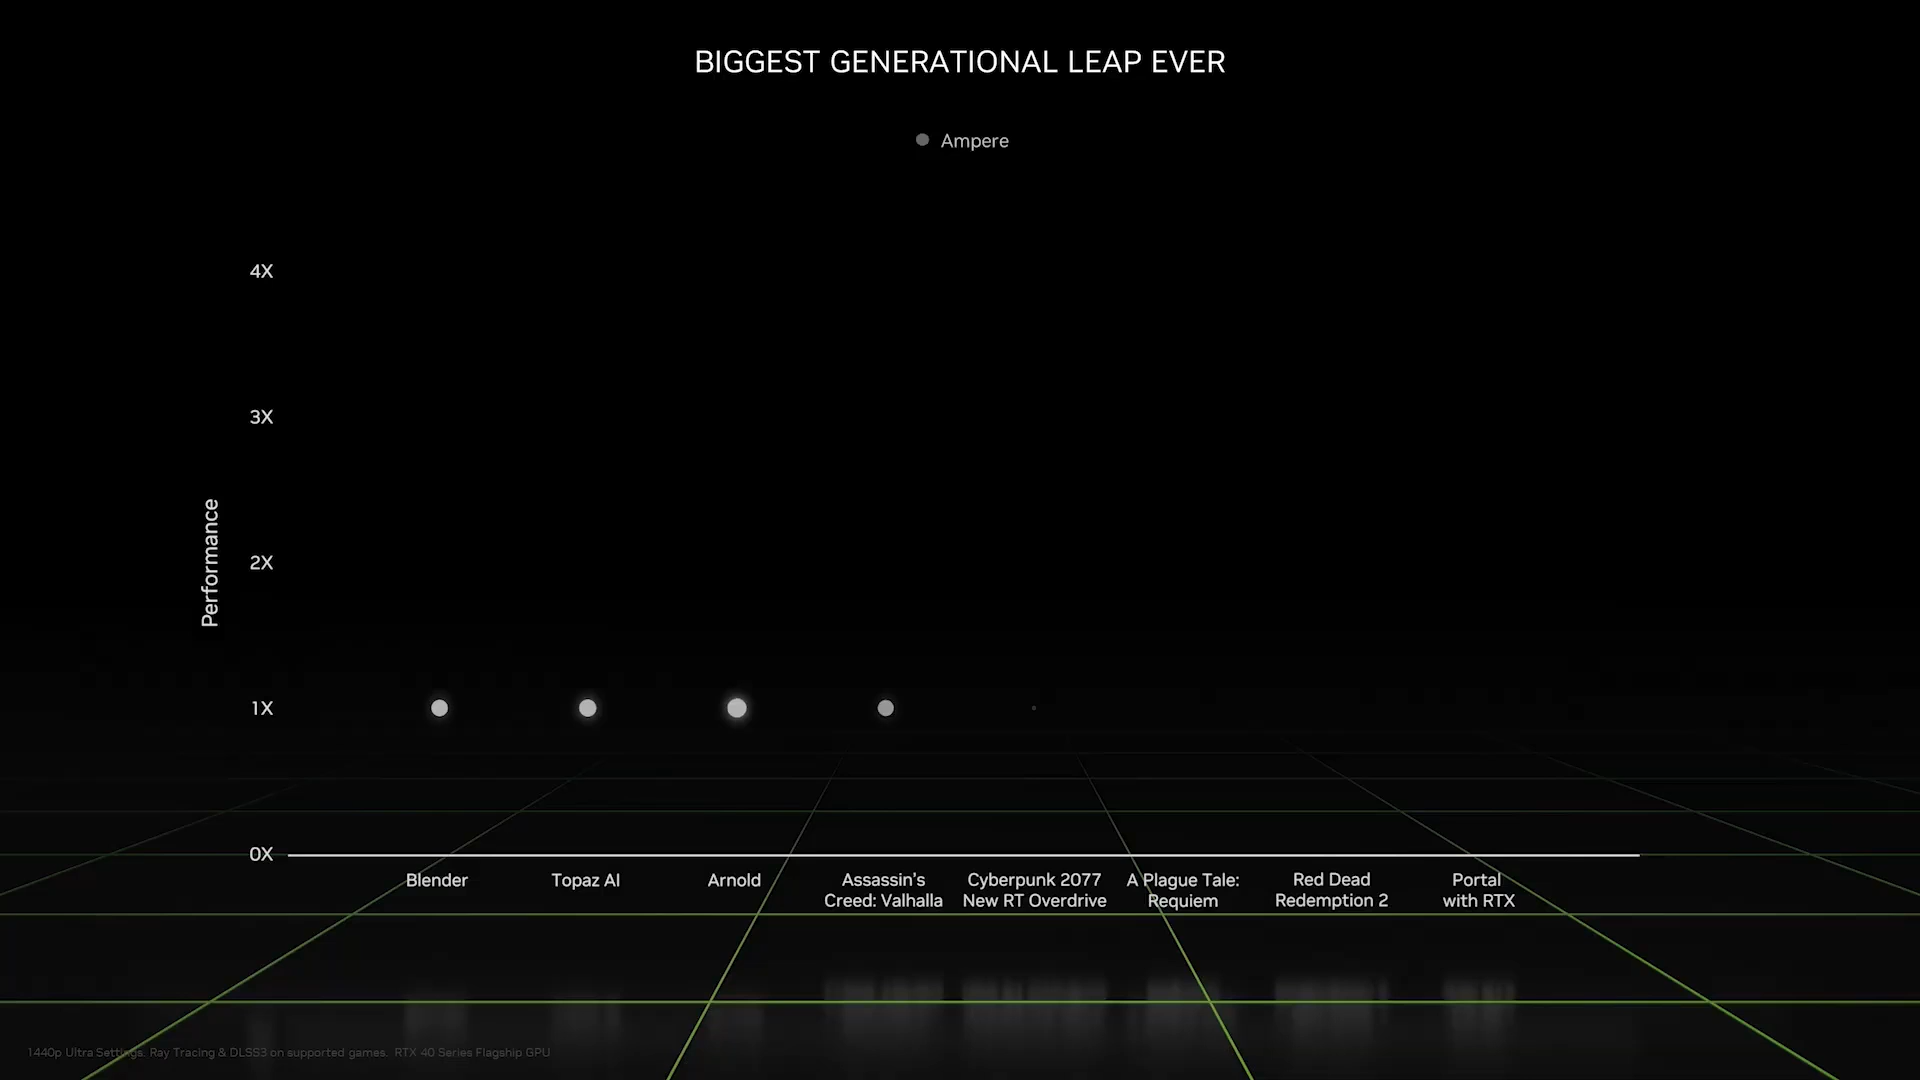 BIGGEST GENERATIONAL LEAP EVER
Ampere
4X
3X
2X
1X
0X
Performance
Blender
Topaz AI
Arnold
Assassin's
Creed: Valhalla
Cyberpunk 2077
New RT Overdrive
A Plague Tale:
Requiem
Red Dead
Redemption 2
Portal
with RTX
1440p Ultra Settings. Ray Tracing & DLSS3 on supported games. RTX 40 Series Flagship GPU